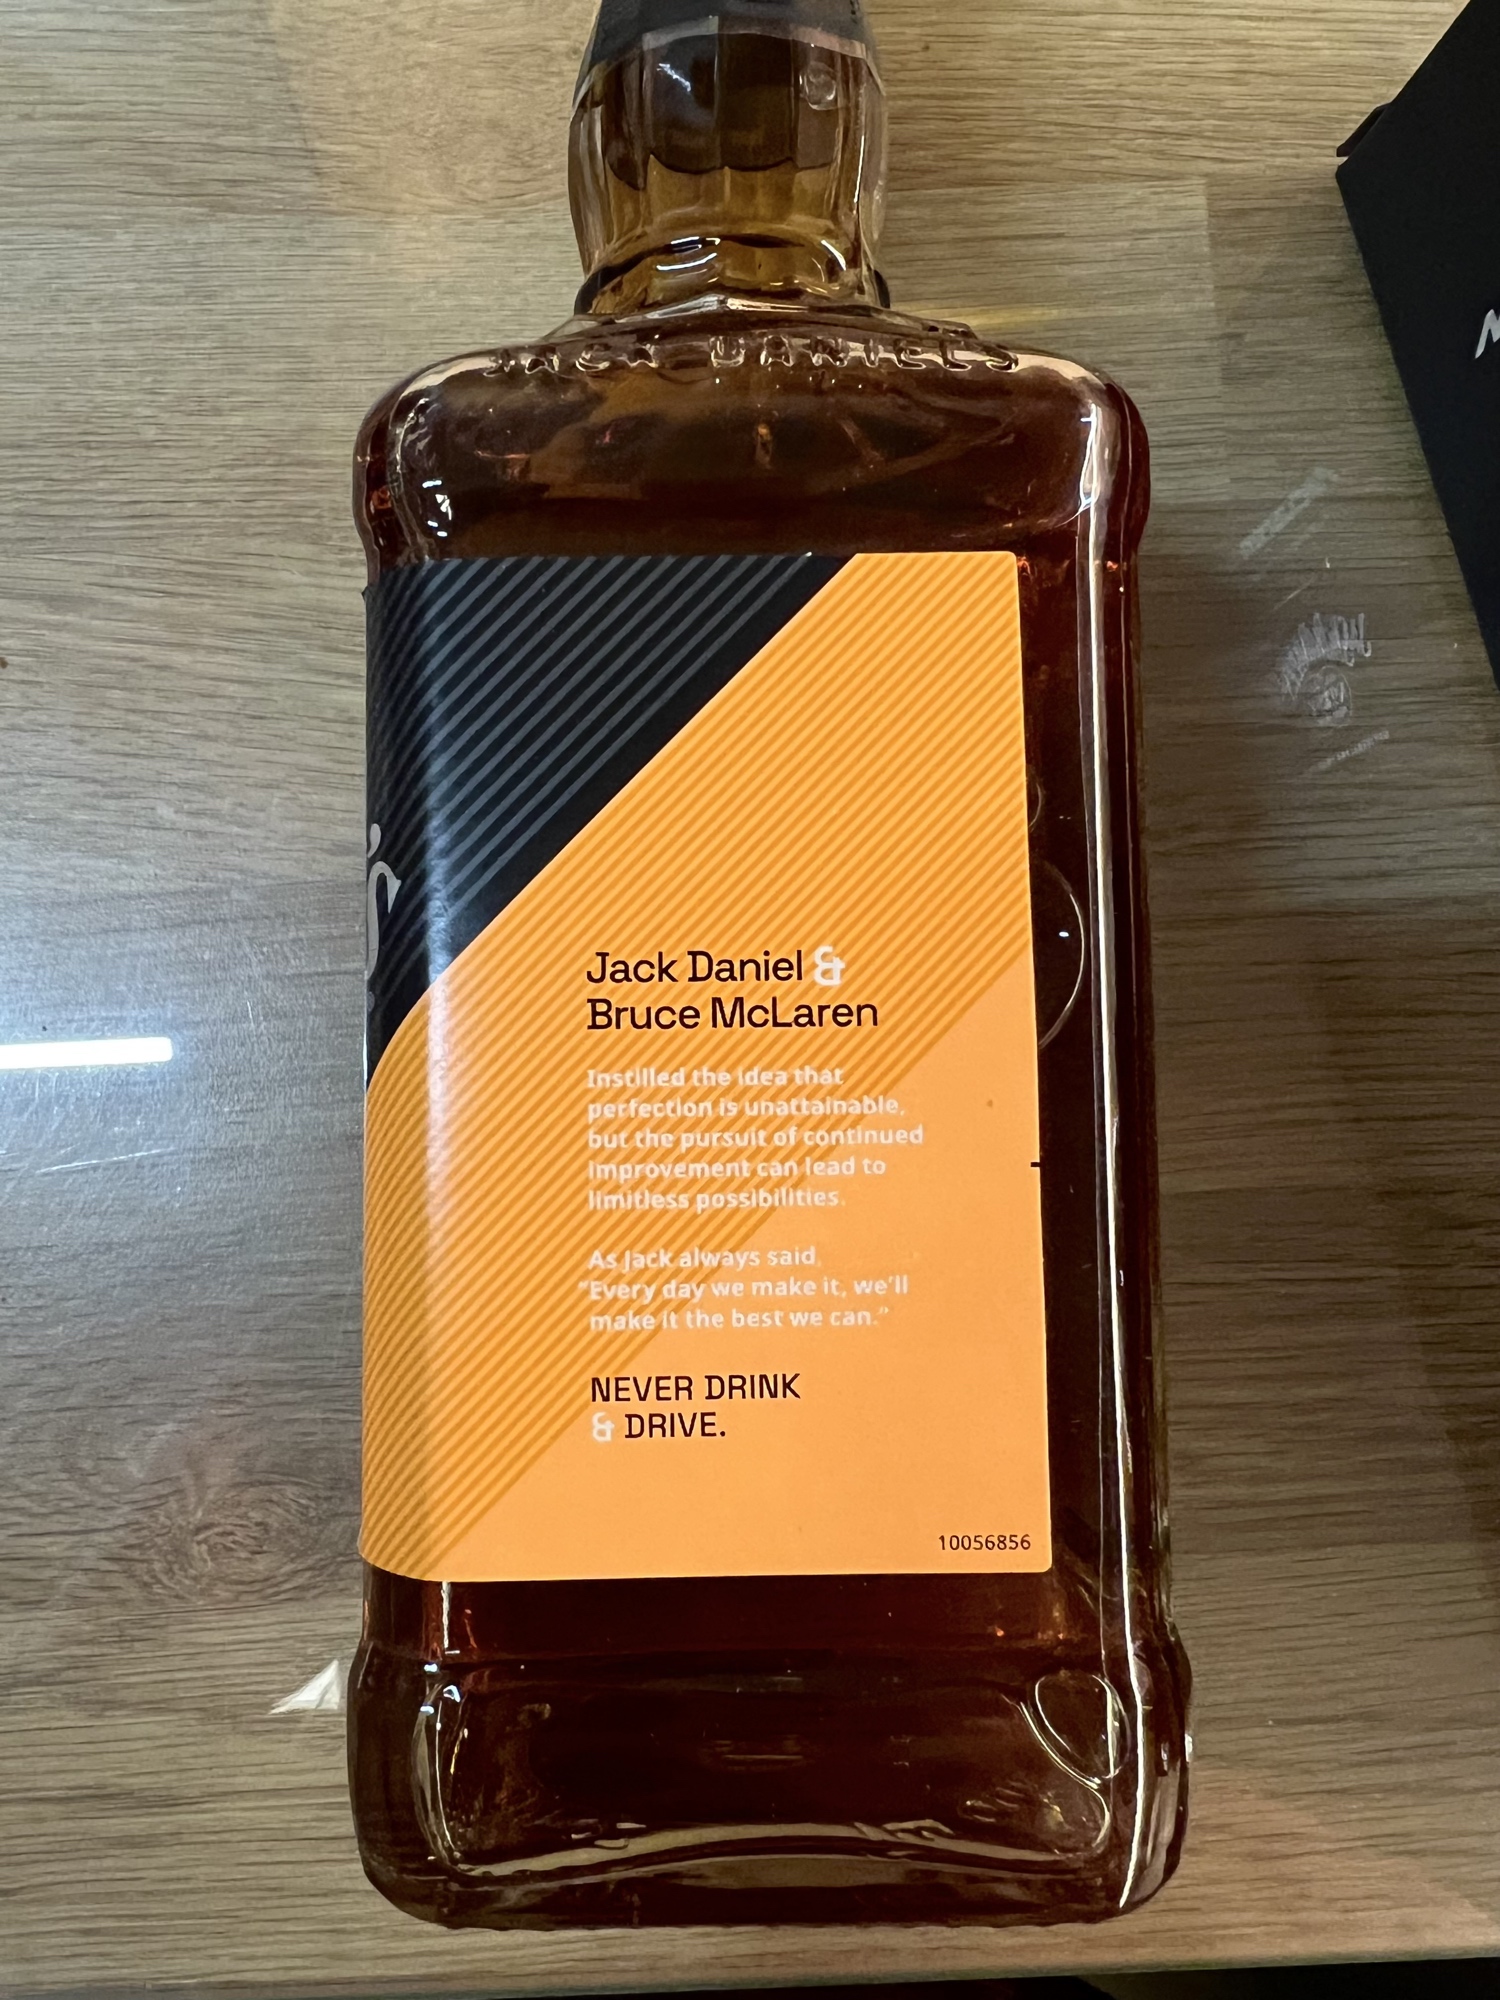 JACK DANIEL'S
Jack Daniel &
Bruce McLaren
Instilled the idea that
perfection is unattainable,
but the pursuit of continued
improvement can lead to
limitless possibilities.
As Jack always said,
“Every day we make it, we’ll
make it the best we can.”
NEVER DRINK
& DRIVE.
10056856